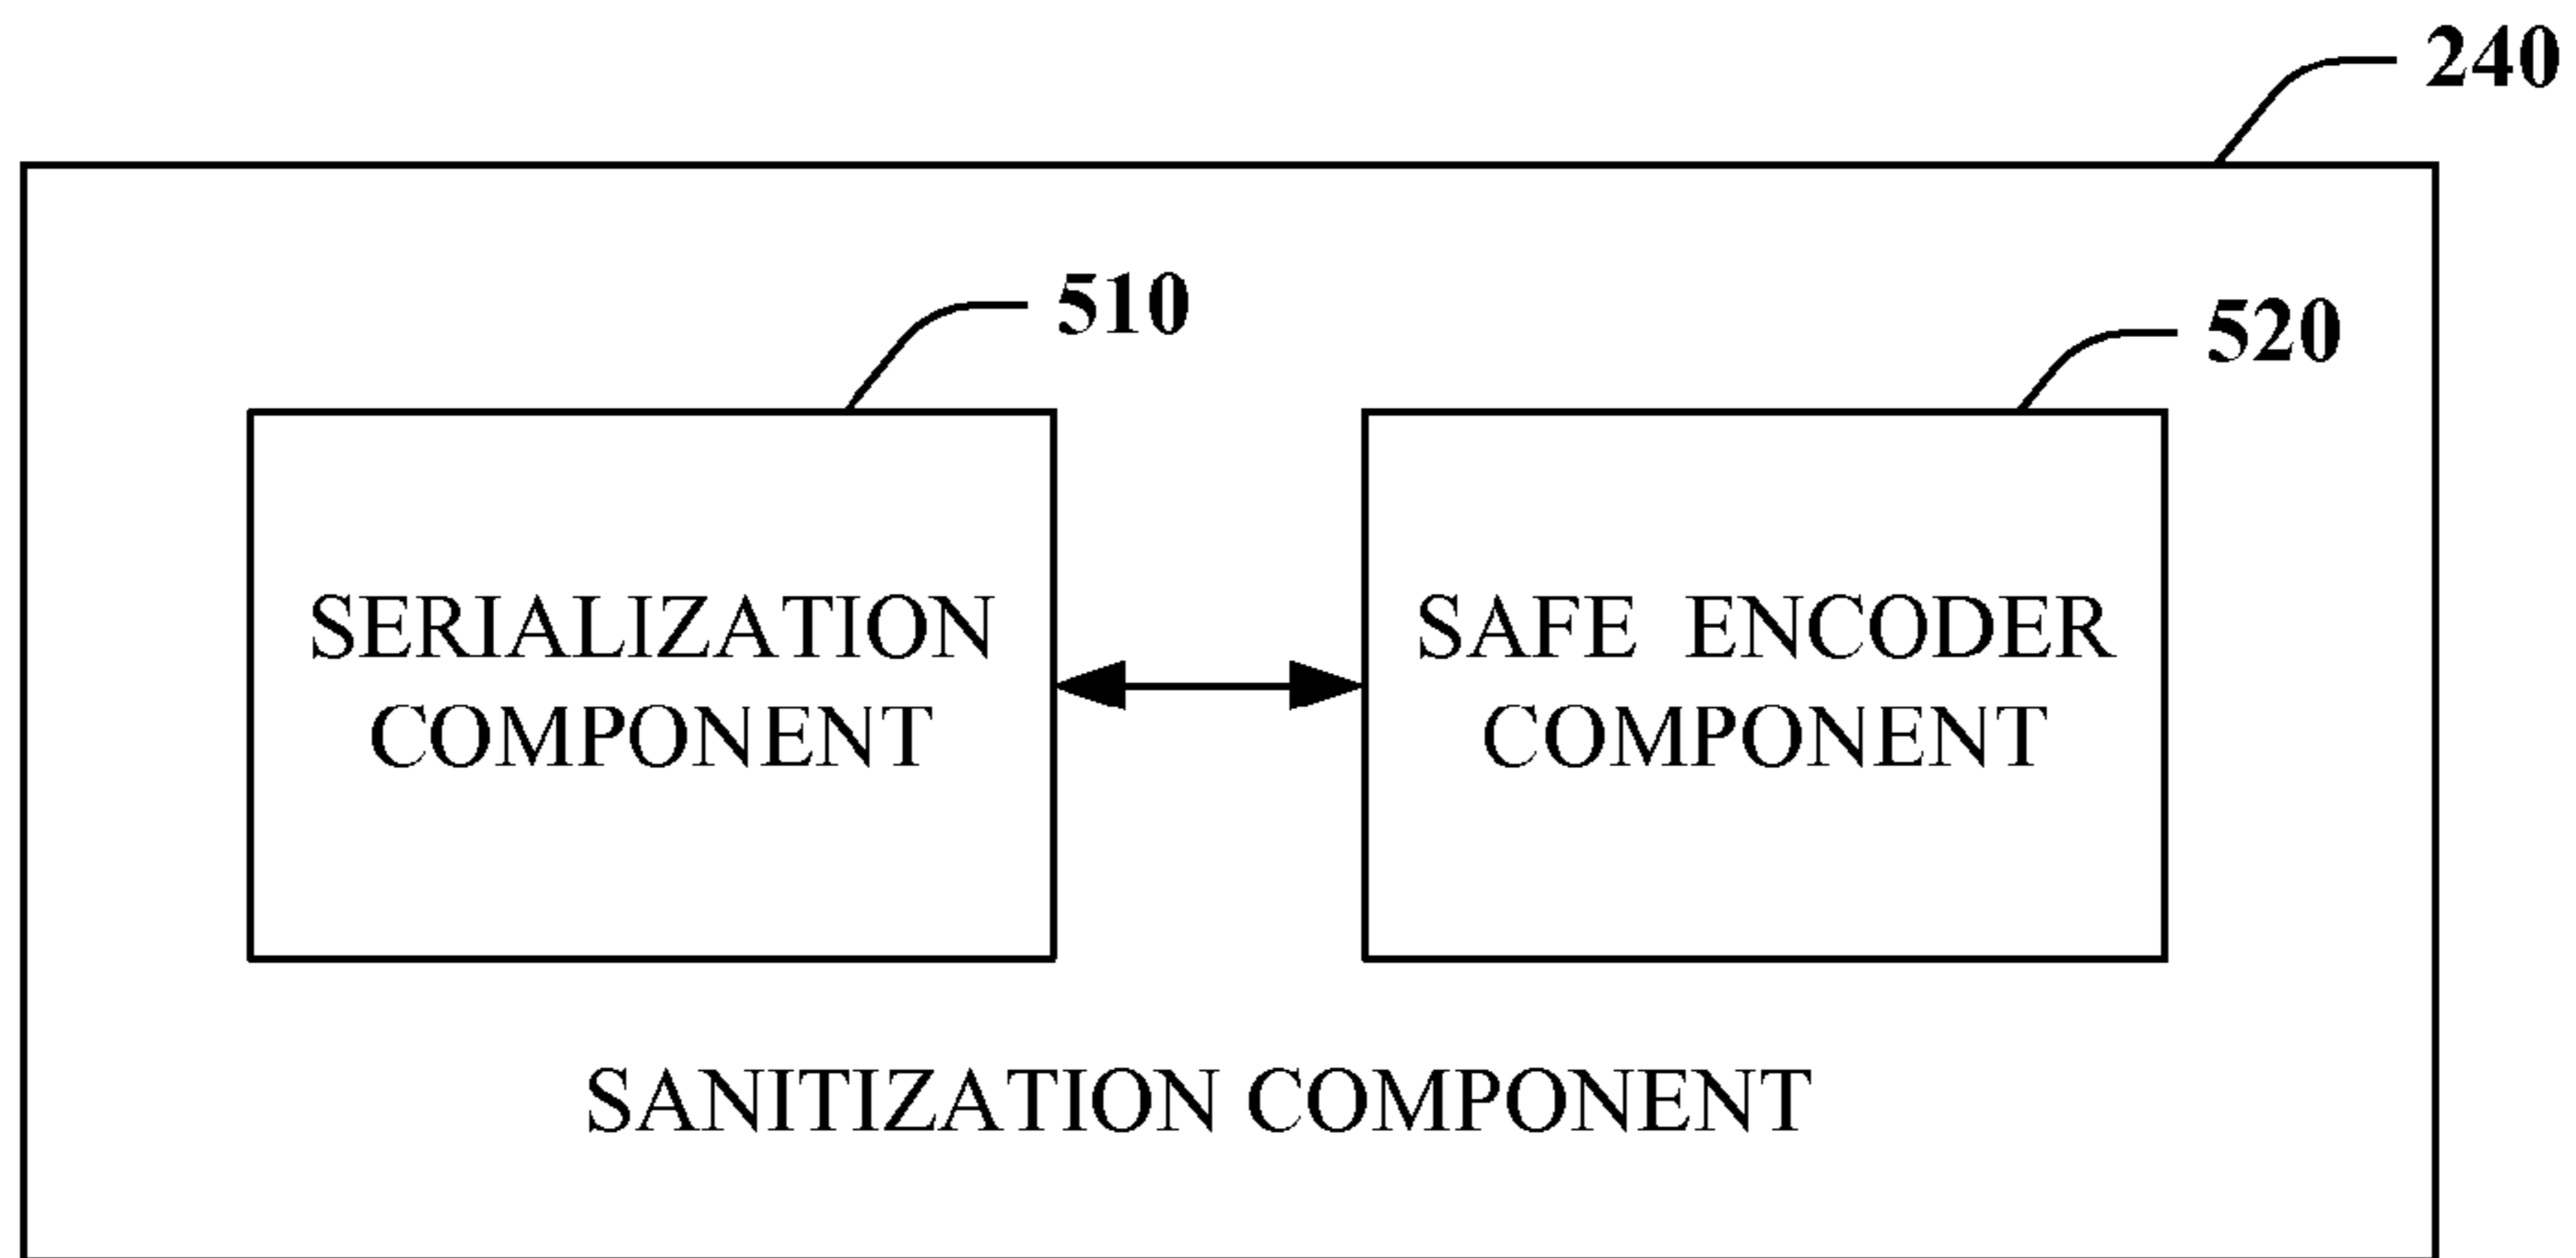 240
510
520
SERIALIZATION
COMPONENT
SAFE ENCODER
COMPONENT
SANITIZATION COMPONENT